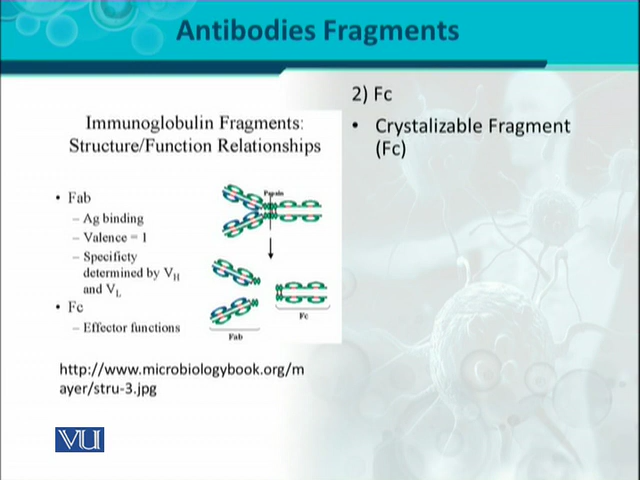 Antibodies Fragments
2) Fc
• Crystalizable Fragment
(Fc)
Immunoglobulin Fragments:
Structure/Function Relationships
• Fab
– Ag binding
– Valence = 1
– Specificty
determined by VH
and VL
• Fc
– Effector functions
Papain
Fc
Fab
http://www.microbiologybook.org/m
ayer/stru-3.jpg
VU